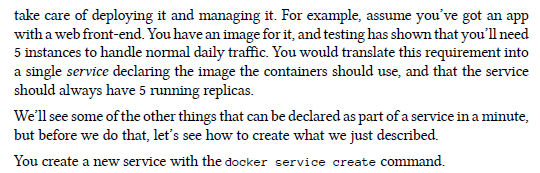 take care of deploying it and managing it. For example, assume you've got an app
with a web front-end. You have an image for it, and testing has shown that you'll need
5 instances to handle normal daily traffic. You would translate this requirement into
a single service declaring the image the containers should use, and that the service
should always have 5 running replicas.
We'll see some of the other things that can be declared as part of a service in a minute,
but before we do that, let's see how to create what we just described.
You create a new service with the docker service create command.